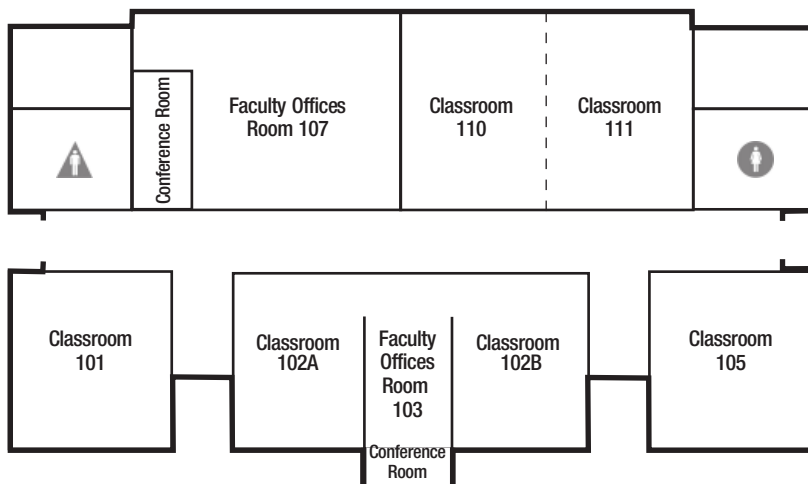 Conference Room
Faculty Offices
Room 107
Classroom
110
Classroom
111
Classroom
101
Classroom
102A
Faculty
Offices
Room
103
Conference
Room
Classroom
102B
Classroom
105